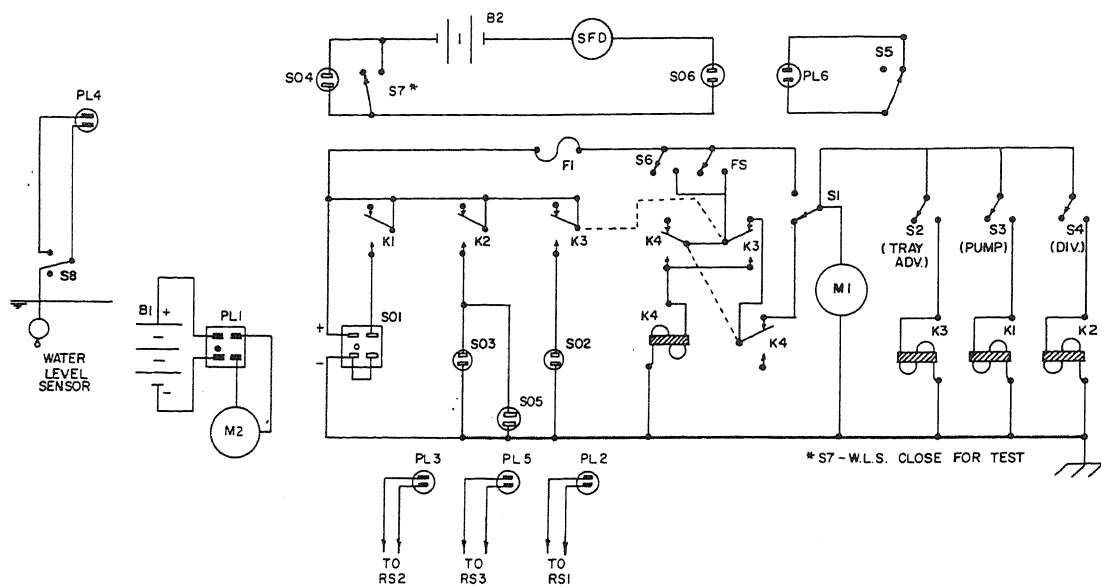 B2
SFD
S5
SO4
S7*
SO6
PL6
PL4
F1
S6
FS
S1
K1
K2
K3
K4
K3
S2
(TRAY
ADV.)
S3
(PUMP)
S4
(DIV.)
S8
B1
+
-
PL1
+
-
SO1
M1
K4
K4
K3
K1
K2
WATER
LEVEL
SENSOR
SO3
SO2
M2
SO5
*S7-W.L.S. CLOSE FOR TEST
PL3
PL5
PL2
TO
RS2
TO
RS3
TO
RS1